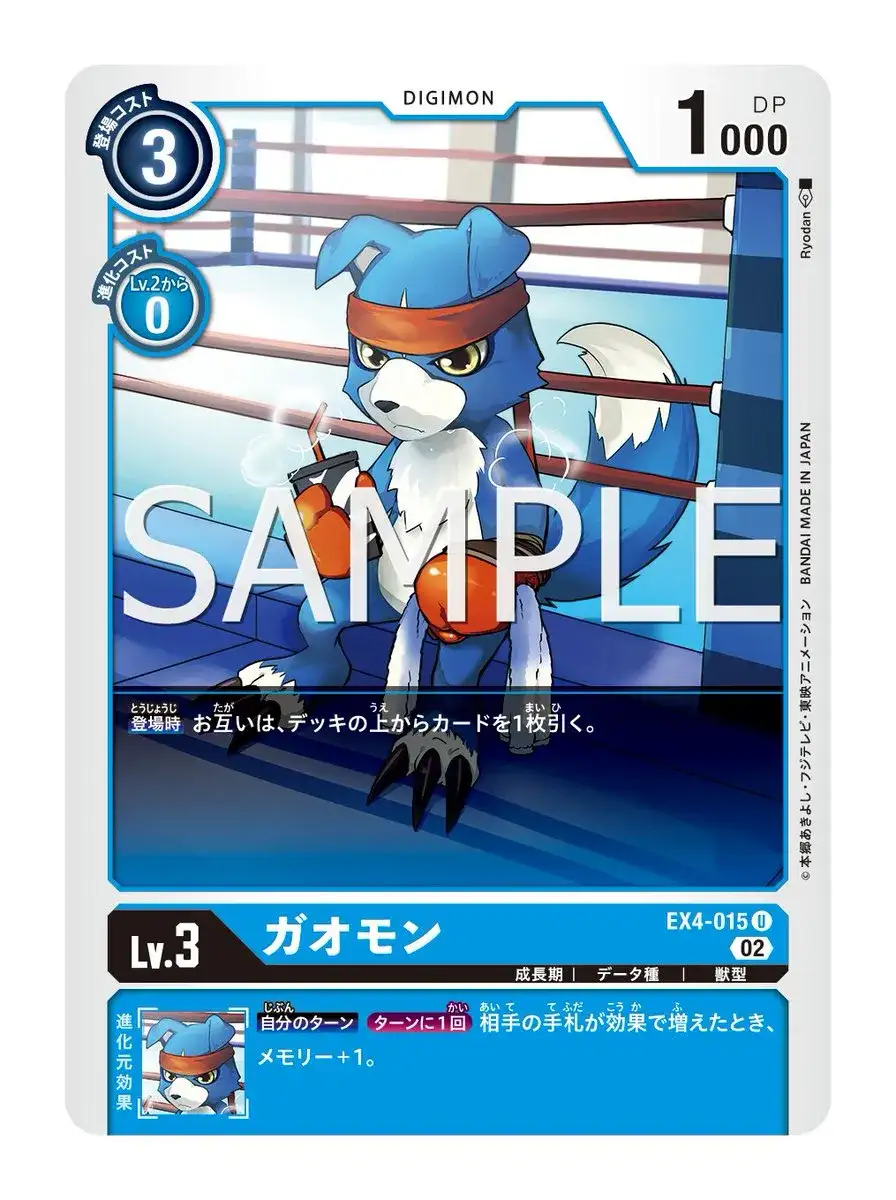 DIGIMON
登場コスト
3
1000
DP
進化コスト
Lv.2から
0
Ryodan
SAMPLE
とうじょうじ たが うえ まい ひ
登場時 お互いは、デッキの上からカードを1枚引く。
© 本郷あきよし・フジテレビ・東映アニメーション BANDAI MADE IN JAPAN
Lv.3
ガオモン
EX4-015 U
02
成長期 | データ種 | 獣型
進化元効果
じぶん かい あい て て ふだ こう か ふ
自分のターン ターンに1回 相手の手札が効果で増えたとき、
メモリー+1。